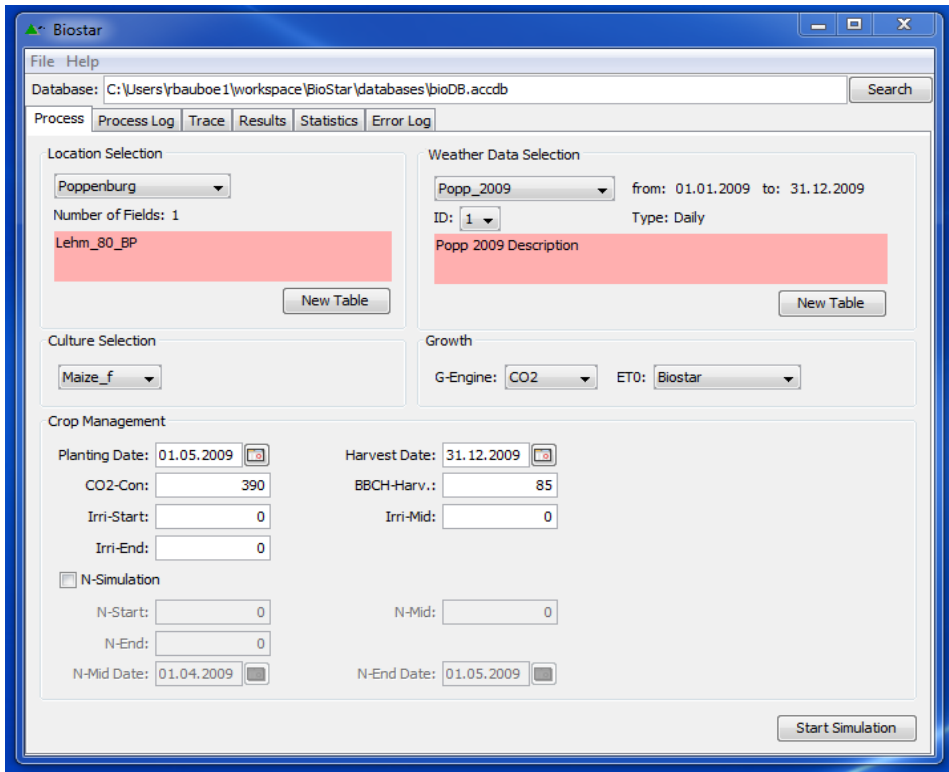 Biostar
File Help
Database: C:\Users\rbauboe1\workspace\BioStar\databases\bioDB.accdb Search
Process Process Log Trace Results Statistics Error Log
Location Selection
Poppenburg
Number of Fields: 1
Lehm_80_BP
New Table
Weather Data Selection
Popp_2009 from: 01.01.2009 to: 31.12.2009
ID: 1 Type: Daily
Popp 2009 Description
New Table
Culture Selection
Maize_f
Growth
G-Engine: CO2 ET0: Biostar
Crop Management
Planting Date: 01.05.2009 Harvest Date: 31.12.2009
CO2-Con: 390 BBCH-Harv.: 85
Irri-Start: 0 Irri-Mid: 0
Irri-End: 0
N-Simulation
N-Start: 0 N-Mid: 0
N-End: 0
N-Mid Date: 01.04.2009 N-End Date: 01.05.2009
Start Simulation